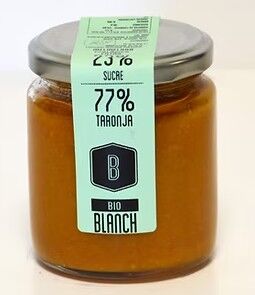 23%
SUCRE
77%
TARONJA
B
BIO
BLANCH